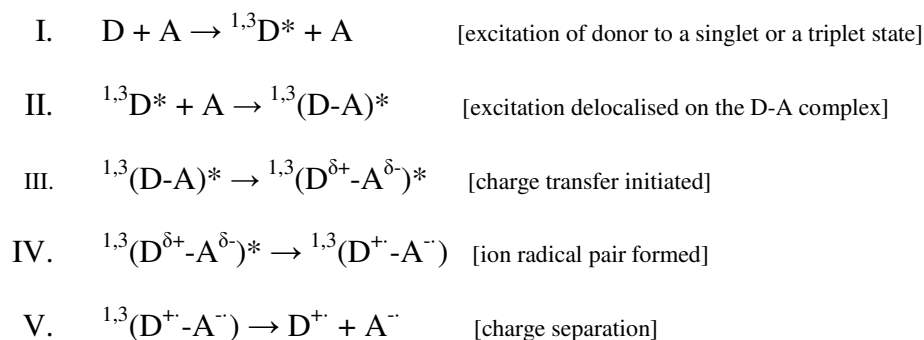 I. D + A → ¹,³D* + A [excitation of donor to a singlet or a triplet state]
II. ¹,³D* + A → ¹,³(D-A)* [excitation delocalised on the D-A complex]
III. ¹,³(D-A)* → ¹,³(Dᵟ⁺-Aᵟ⁻)* [charge transfer initiated]
IV. ¹,³(Dᵟ⁺-Aᵟ⁻)* → ¹,³(D⁺˙-A⁻˙) [ion radical pair formed]
V. ¹,³(D⁺˙-A⁻˙) → D⁺˙ + A⁻˙ [charge separation]